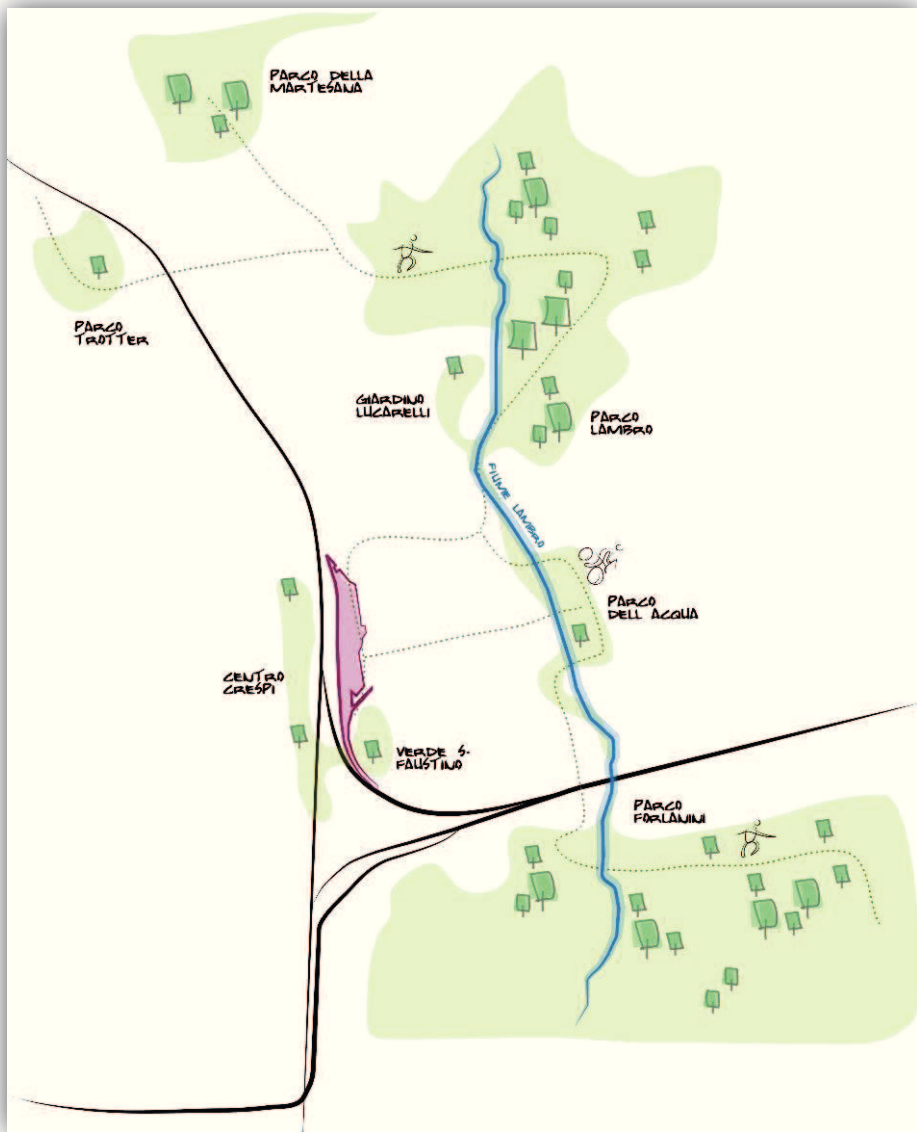 PARCO DELLA
MARTESANA
PARCO
TROTTER
GIARDINO
LUCARELLI
PARCO
LAMBRO
FIUME LAMBRO
PARCO
DELL ACQUA
CENTRO
CRESPI
VERDE S.
FAUSTINO
PARCO
FORLANINI